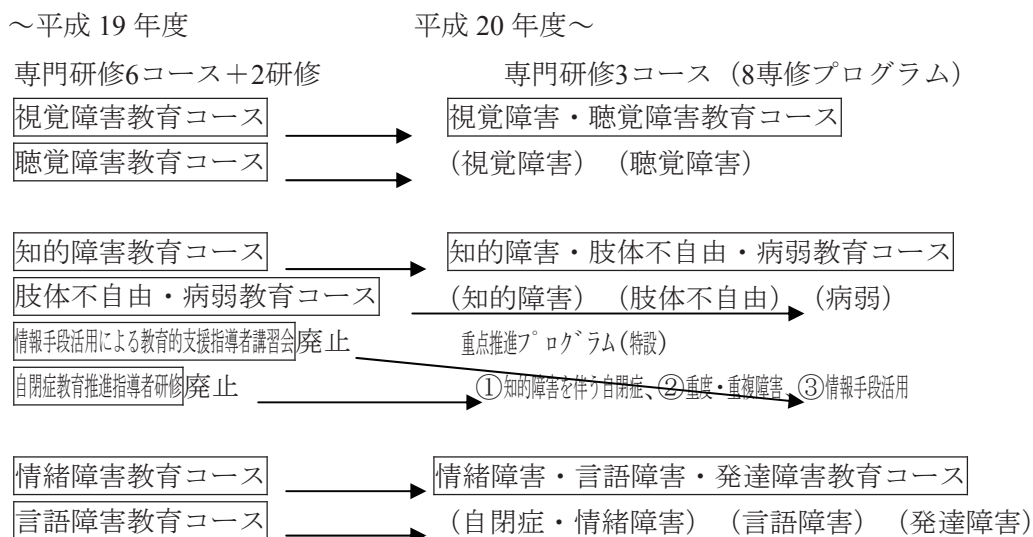 ～平成 19 年度 平成 20 年度～
専門研修6コース＋2研修 専門研修3コース（8専修プログラム）
視覚障害教育コース 視覚障害・聴覚障害教育コース
聴覚障害教育コース （視覚障害）（聴覚障害）
知的障害教育コース 知的障害・肢体不自由・病弱教育コース
肢体不自由・病弱教育コース （知的障害）（肢体不自由）（病弱）
情報手段活用による教育的支援指導者講習会廃止 重点推進プログラム(特設)
自閉症教育推進指導者研修廃止 ①知的障害を伴う自閉症、②重度・重複障害、③情報手段活用
情緒障害教育コース 情緒障害・言語障害・発達障害教育コース
言語障害教育コース （自閉症・情緒障害）（言語障害）（発達障害）